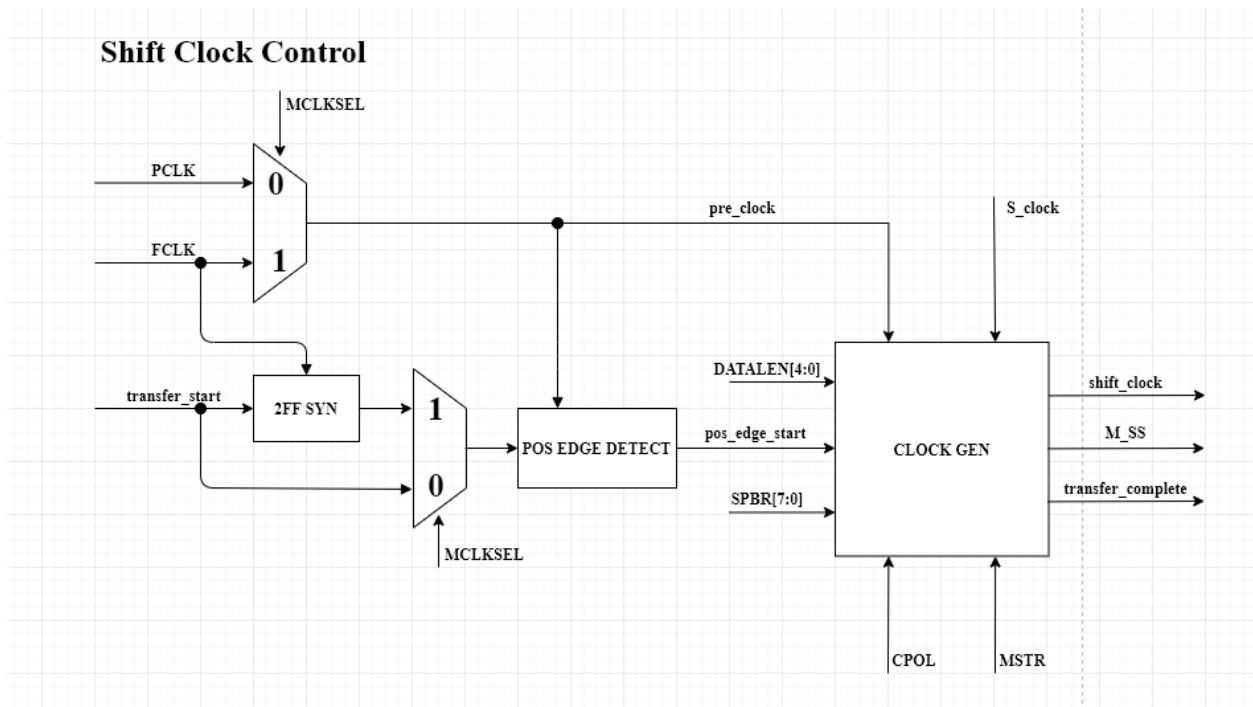 Shift Clock Control
MCLKSEL
PCLK
0
FCLK
1
pre_clock
S_clock
transfer_start
2FF SYN
1
0
MCLKSEL
POS EDGE DETECT
pos_edge_start
DATALEN[4:0]
SPBR[7:0]
CLOCK GEN
shift_clock
M_SS
transfer_complete
CPOL
MSTR